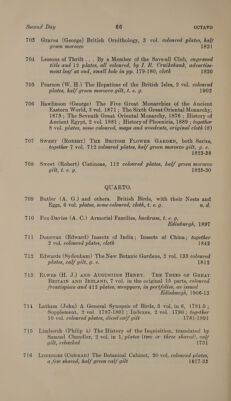 Second Day 66 OCTAVO
703 Graves (George) British Ornithology, 3 vol. coloured plates, half
green morocco 1821
704 Lessons of Thrift . . . By a Member of the Savesall Club, engraved
title and 12 plates, all coloured, by I. R. Cruikshank, advertise-
ment leaf at end, small hole in pp. 179-180, cloth 1820
705 Pearson (W. H.) The Hepaticae of the British Isles, 2 vol. coloured
plates, half green morocco gilt, t. e. g. 1902
706 Rawlinson (George) The Five Great Monarchies of the Ancient
Eastern World, 3 vol. 1871; The Sixth Great Oriental Monarchy,
1873; The Seventh Great Oriental Monarchy, 1876; History of
Ancient Egypt, 2 vol. 1881; History of Phoenicia, 1889; together
8 vol. plates, some coloured, maps and woodcuts, original cloth (8)
707 Sweet (Robert) The British Flower Garden, both Series,
together 7 vol. 712 coloured plates, half green morocco gilt, g. e.
1823-38
708 Sweet (Robert) Cistineae, 112 coloured plates, half green morocco
gilt, t. e. g. 1825-30
QUARTO.
709 Butler (A. G.) and others. British Birds, with their Nests and
Eggs, 6 vol. plates, some coloured, cloth, t. e. g. n. d.
710 Fox-Davies (A. C.) Armorial Families, buckram, t. e. g.
Edinburgh, 1897
711 Donovan (Edward) Insects of India; Insects of China; together
2 vol. coloured plates, cloth 1842
712 Edwards (Sydenham) The New Botanic Garden, 2 vol. 133 coloured
plates, calf gilt, g. e. 1812
713 Elwes (H. J.) and Augustine Henry. The Trees of Great
Britain and Ireland, 7 vol. in the original 15 parts, coloured
frontispiece and 412 plates, wrappers, in portfolios, as issued
Edinburgh, 1906-13
714 Latham (John) A General Synopsis of Birds, 3 vol. in 6, 1781-5;
Supplement, 2 vol. 1787-1801; Indexes, 2 vol. 1790; together
10 vol. coloured plates, diced calf gilt 1781-1801
715 Limborch (Philip à) The History of the Inquisition, translated by
Samuel Chandler, 2 vol. in 1, plates (two or three shaved), calf
gilt, rebacked 1731
716 Loddiges (Conrad) The Botanical Cabinet, 20 vol. coloured plates,
a few shaved, half green calf gilt 1817-33